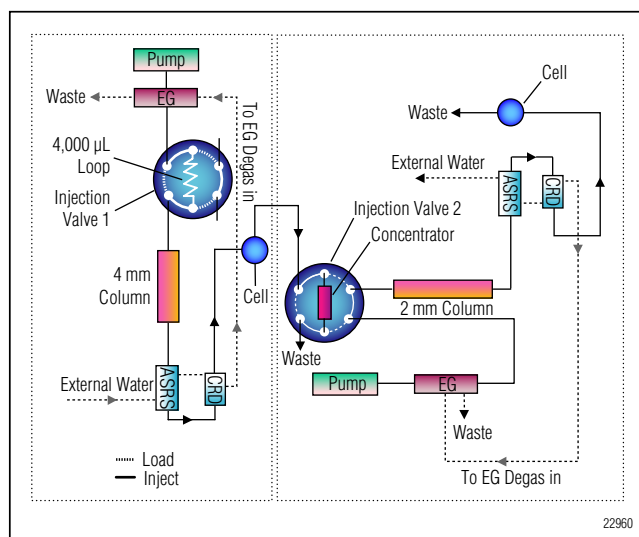 Pump
Waste
EG
To EG Degas in
4,000 µL
Loop
Injection
Valve 1
4 mm
Column
Cell
External Water
ASRS
CRD
Load
Inject
Cell
Waste
External Water
ASRS
CRD
Injection Valve 2
Concentrator
2 mm Column
Waste
Pump
EG
Waste
To EG Degas in
22960